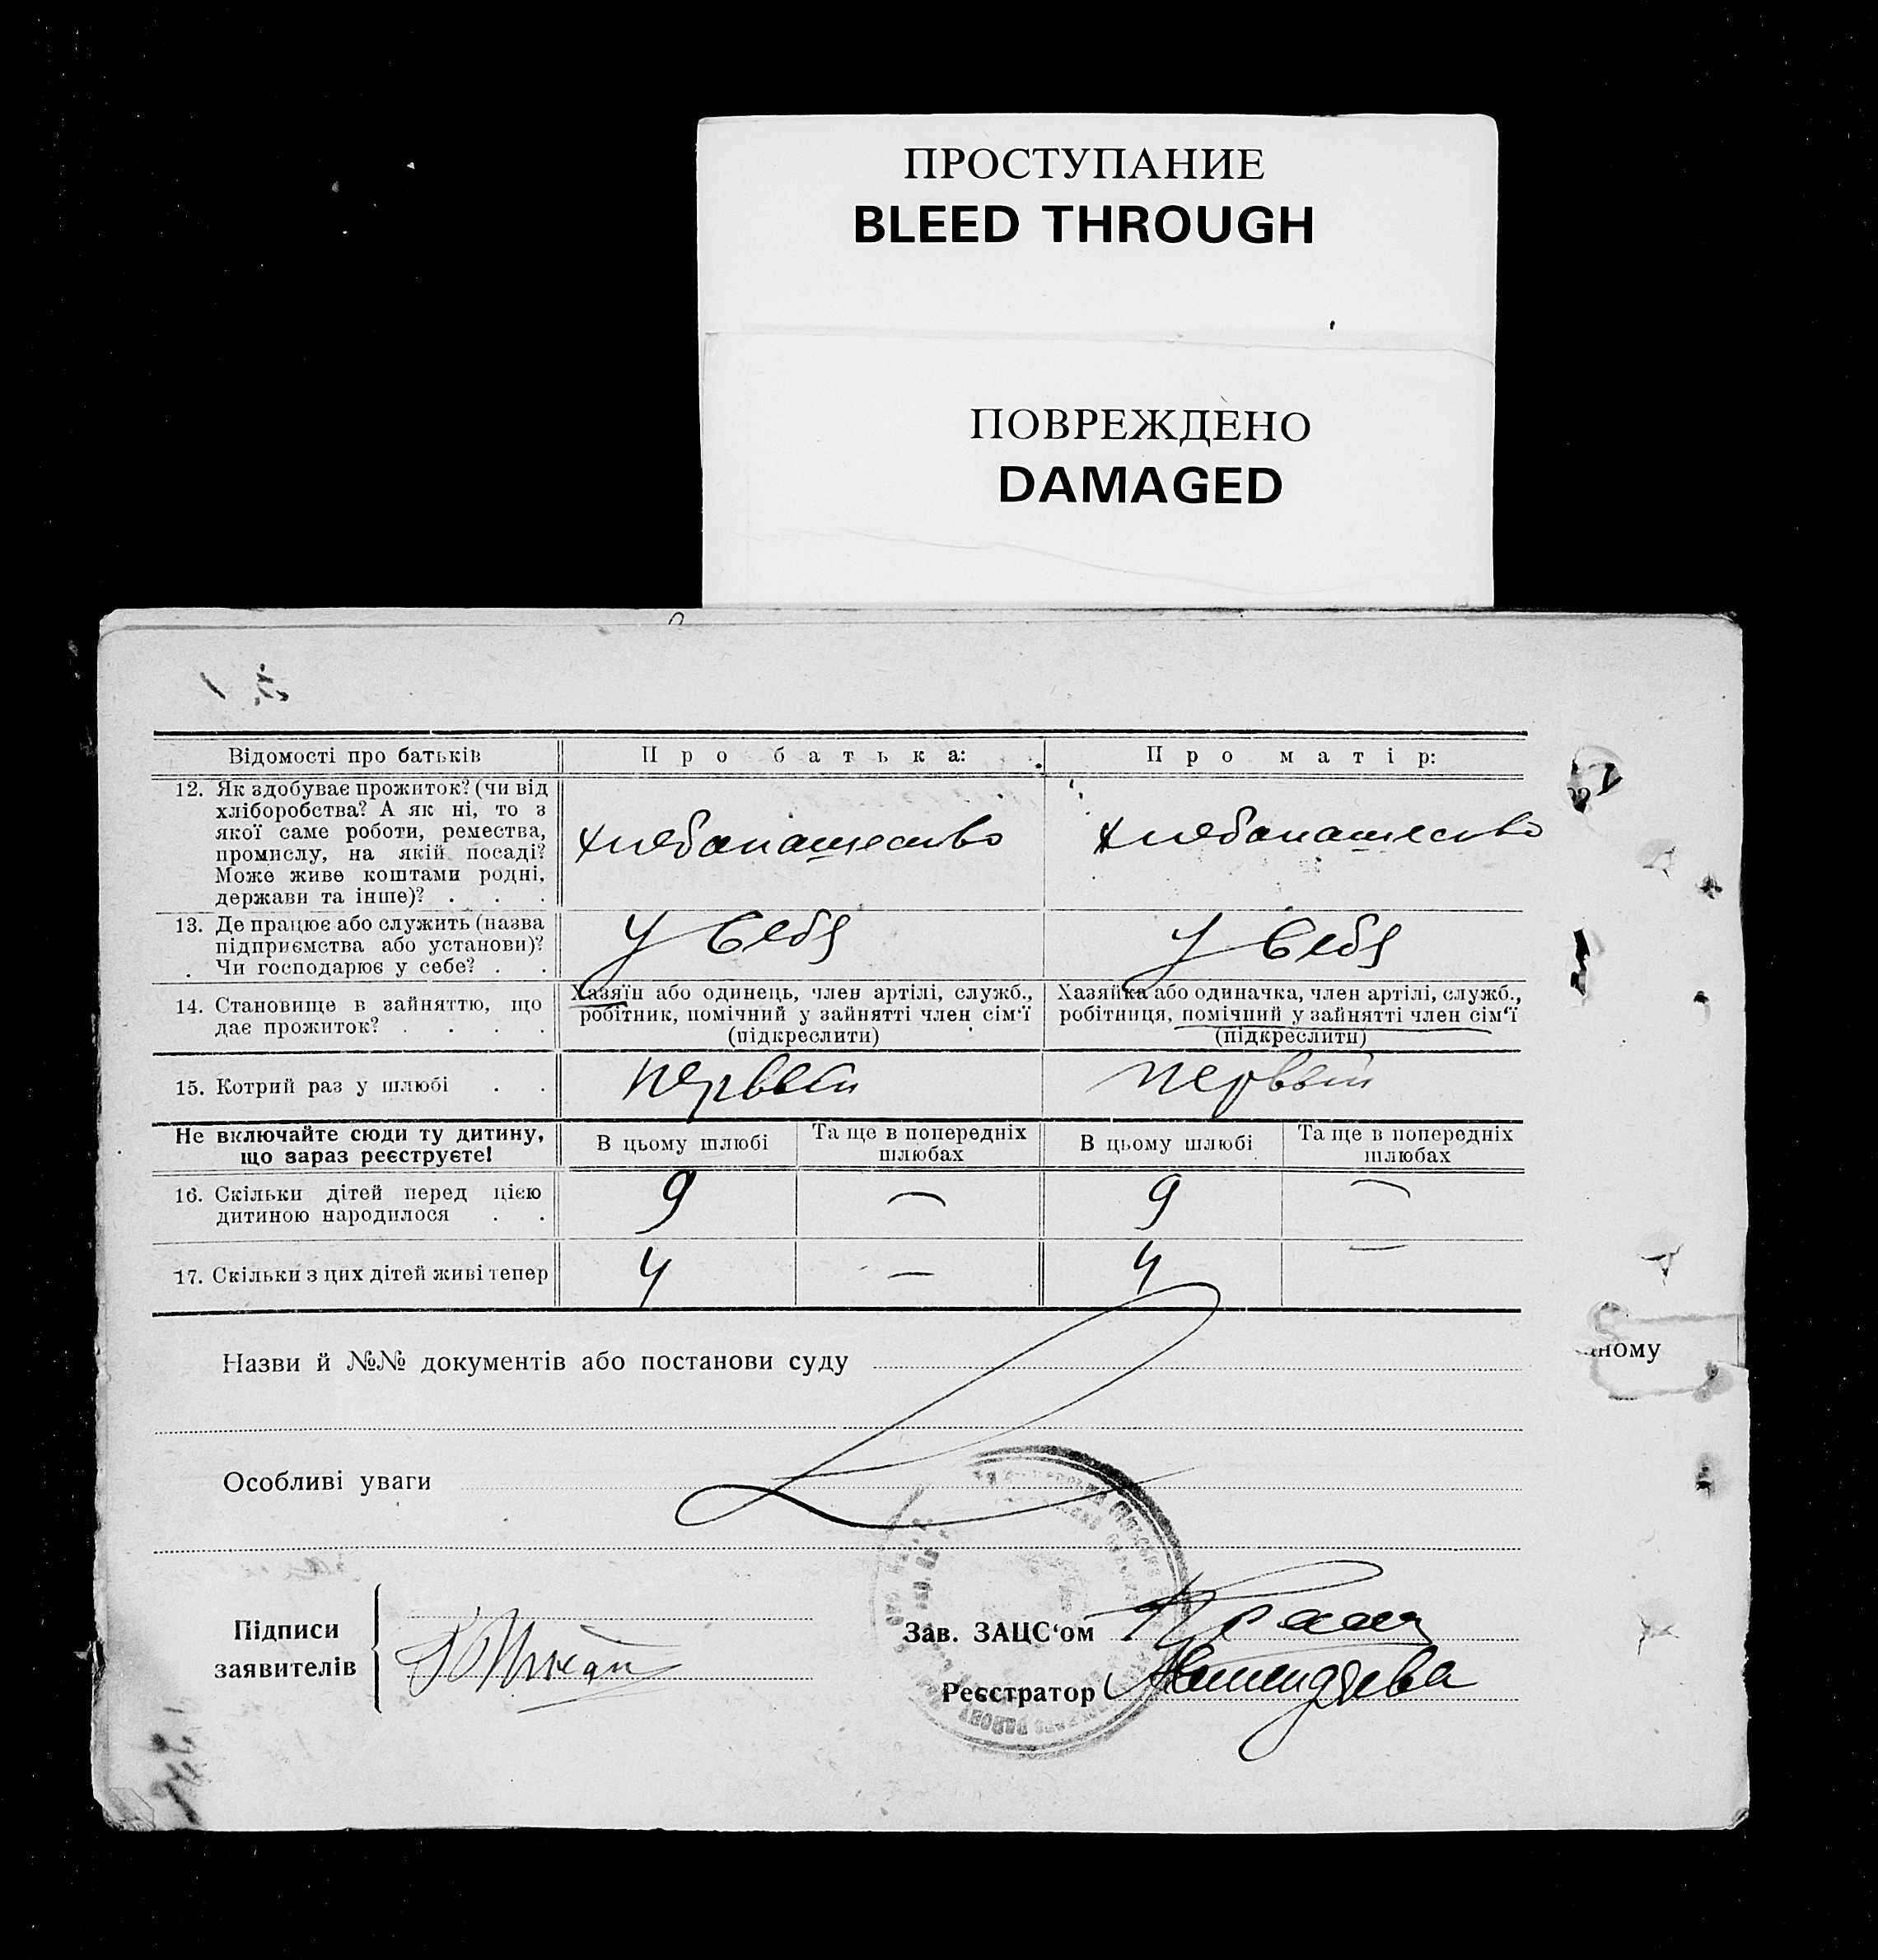 ПРОСТУПАНИЕ
BLEED THROUGH
ПОВРЕЖДЕНО
DAMAGED
Відомості про батьків
Про батька:
Про матір:
12. Як здобуває прожиток? (чи від
хліборобства? А як ні, то з
якої саме роботи, ремества,
промислу, на якій посаді?
Може живе коштами родні,
держави та інше)? . . .
хлебопашество
хлебопашество
13. Де працює або служить (назва
підприємства або установи)?
Чи господарює у себе? . .
у себя
у себя
14. Становище в зайняттю, що
дає прожиток? . . . .
Хазяїн або одинець, член артілі, служб.,
робітник, помічний у зайнятті член сім'ї
(підкреслити)
Хазяйка або одиначка, член артілі, служб.,
робітниця, помічний у зайнятті член сім'ї
(підкреслити)
15. Котрий раз у шлюбі . .
первый
первый
Не включайте сюди ту дитину,
що зараз реєструєте!
В цьому шлюбі
Та ще в попередніх
шлюбах
В цьому шлюбі
Та ще в попередніх
шлюбах
16. Скільки дітей перед цією
дитиною народилося . .
9
—
9
—
17. Скільки з цих дітей живі тепер
4
—
4
—
Назви й №№ документів або постанови суду
ному
Особливі уваги
Підписи
заявителів
Зав. ЗАЦС'ом
Реєстратор